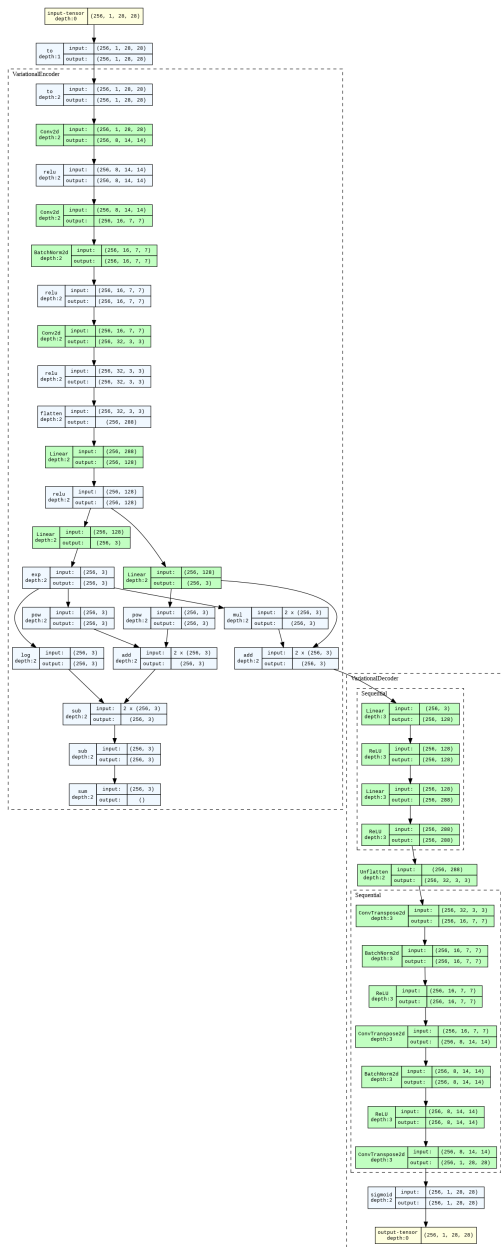 input-tensor
depth:0
(256, 1, 28, 28)
to
depth:1
input:
(256, 1, 28, 28)
output:
(256, 1, 28, 28)
VariationalEncoder
to
depth:2
input:
(256, 1, 28, 28)
output:
(256, 1, 28, 28)
Conv2d
depth:2
input:
(256, 1, 28, 28)
output:
(256, 8, 14, 14)
relu
depth:2
input:
(256, 8, 14, 14)
output:
(256, 8, 14, 14)
Conv2d
depth:2
input:
(256, 8, 14, 14)
output:
(256, 16, 7, 7)
BatchNorm2d
depth:2
input:
(256, 16, 7, 7)
output:
(256, 16, 7, 7)
relu
depth:2
input:
(256, 16, 7, 7)
output:
(256, 16, 7, 7)
Conv2d
depth:2
input:
(256, 16, 7, 7)
output:
(256, 32, 3, 3)
relu
depth:2
input:
(256, 32, 3, 3)
output:
(256, 32, 3, 3)
flatten
depth:2
input:
(256, 32, 3, 3)
output:
(256, 288)
Linear
depth:2
input:
(256, 288)
output:
(256, 128)
relu
depth:2
input:
(256, 128)
output:
(256, 128)
Linear
depth:2
input:
(256, 128)
output:
(256, 3)
exp
depth:2
input:
(256, 3)
output:
(256, 3)
Linear
depth:2
input:
(256, 128)
output:
(256, 3)
pow
depth:2
input:
(256, 3)
output:
(256, 3)
pow
depth:2
input:
(256, 3)
output:
(256, 3)
mul
depth:2
input:
2 x (256, 3)
output:
(256, 3)
log
depth:2
input:
(256, 3)
output:
(256, 3)
add
depth:2
input:
2 x (256, 3)
output:
(256, 3)
add
depth:2
input:
2 x (256, 3)
output:
(256, 3)
sub
depth:2
input:
2 x (256, 3)
output:
(256, 3)
sub
depth:2
input:
(256, 3)
output:
(256, 3)
sum
depth:2
input:
(256, 3)
output:
()
VariationalDecoder
Sequential
Linear
depth:3
input:
(256, 3)
output:
(256, 128)
ReLU
depth:3
input:
(256, 128)
output:
(256, 128)
Linear
depth:3
input:
(256, 128)
output:
(256, 288)
ReLU
depth:3
input:
(256, 288)
output:
(256, 288)
Unflatten
depth:2
input:
(256, 288)
output:
(256, 32, 3, 3)
Sequential
ConvTranspose2d
depth:3
input:
(256, 32, 3, 3)
output:
(256, 16, 7, 7)
BatchNorm2d
depth:3
input:
(256, 16, 7, 7)
output:
(256, 16, 7, 7)
ReLU
depth:3
input:
(256, 16, 7, 7)
output:
(256, 16, 7, 7)
ConvTranspose2d
depth:3
input:
(256, 16, 7, 7)
output:
(256, 8, 14, 14)
BatchNorm2d
depth:3
input:
(256, 8, 14, 14)
output:
(256, 8, 14, 14)
ReLU
depth:3
input:
(256, 8, 14, 14)
output:
(256, 8, 14, 14)
ConvTranspose2d
depth:3
input:
(256, 8, 14, 14)
output:
(256, 1, 28, 28)
sigmoid
depth:2
input:
(256, 1, 28, 28)
output:
(256, 1, 28, 28)
output-tensor
depth:0
(256, 1, 28, 28)